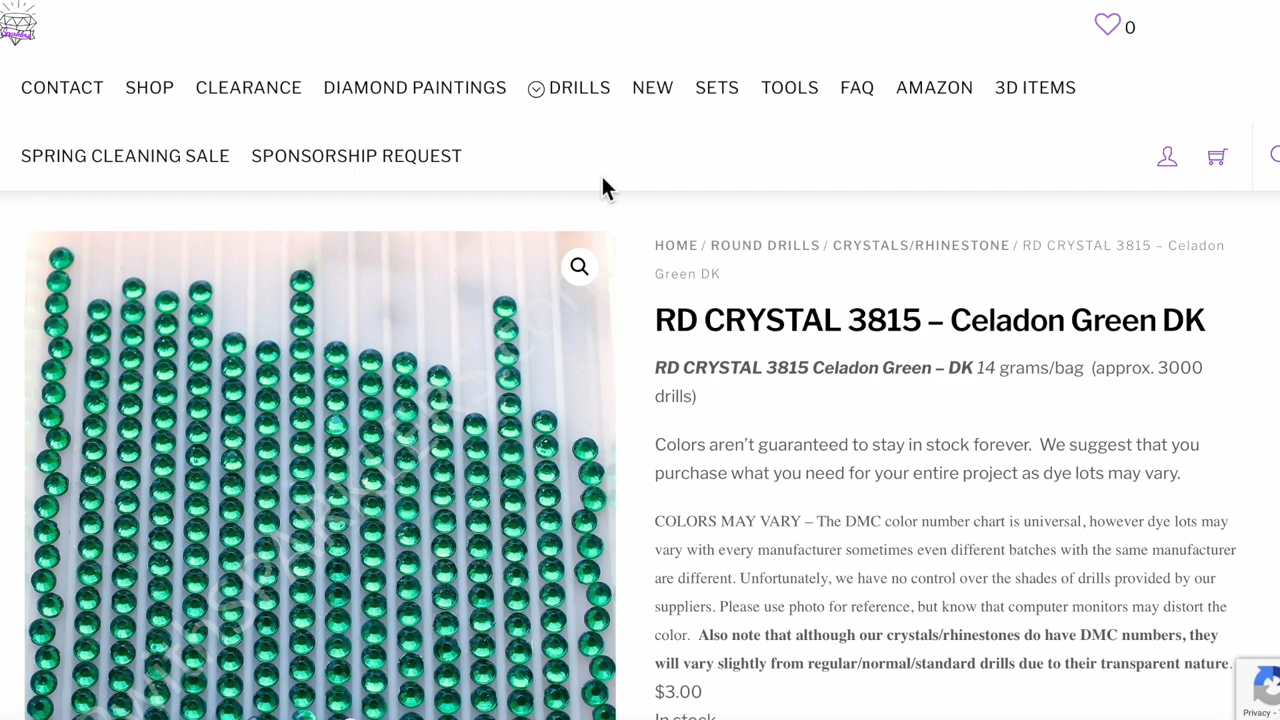 0
CONTACT SHOP CLEARANCE DIAMOND PAINTINGS DRILLS NEW SETS TOOLS FAQ AMAZON 3D ITEMS
SPRING CLEANING SALE SPONSORSHIP REQUEST
HOME / ROUND DRILLS / CRYSTALS/RHINESTONE / RD CRYSTAL 3815 – Celadon
Green DK
RD CRYSTAL 3815 – Celadon Green DK
RD CRYSTAL 3815 Celadon Green – DK 14 grams/bag (approx. 3000
drills)
Colors aren’t guaranteed to stay in stock forever. We suggest that you
purchase what you need for your entire project as dye lots may vary.
COLORS MAY VARY – The DMC color number chart is universal, however dye lots may
vary with every manufacturer sometimes even different batches with the same manufacturer
are different. Unfortunately, we have no control over the shades of drills provided by our
suppliers. Please use photo for reference, but know that computer monitors may distort the
color. Also note that although our crystals/rhinestones do have DMC numbers, they
will vary slightly from regular/normal/standard drills due to their transparent nature.
$3.00
In stock
Privacy -